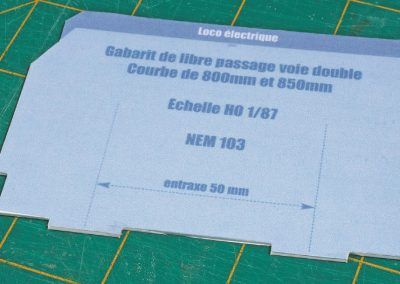 Loco électrique
Gabarit de libre passage voie double
Courbe de 800mm et 850mm
Echelle HO 1/87
NEM 103
entraxe 50 mm